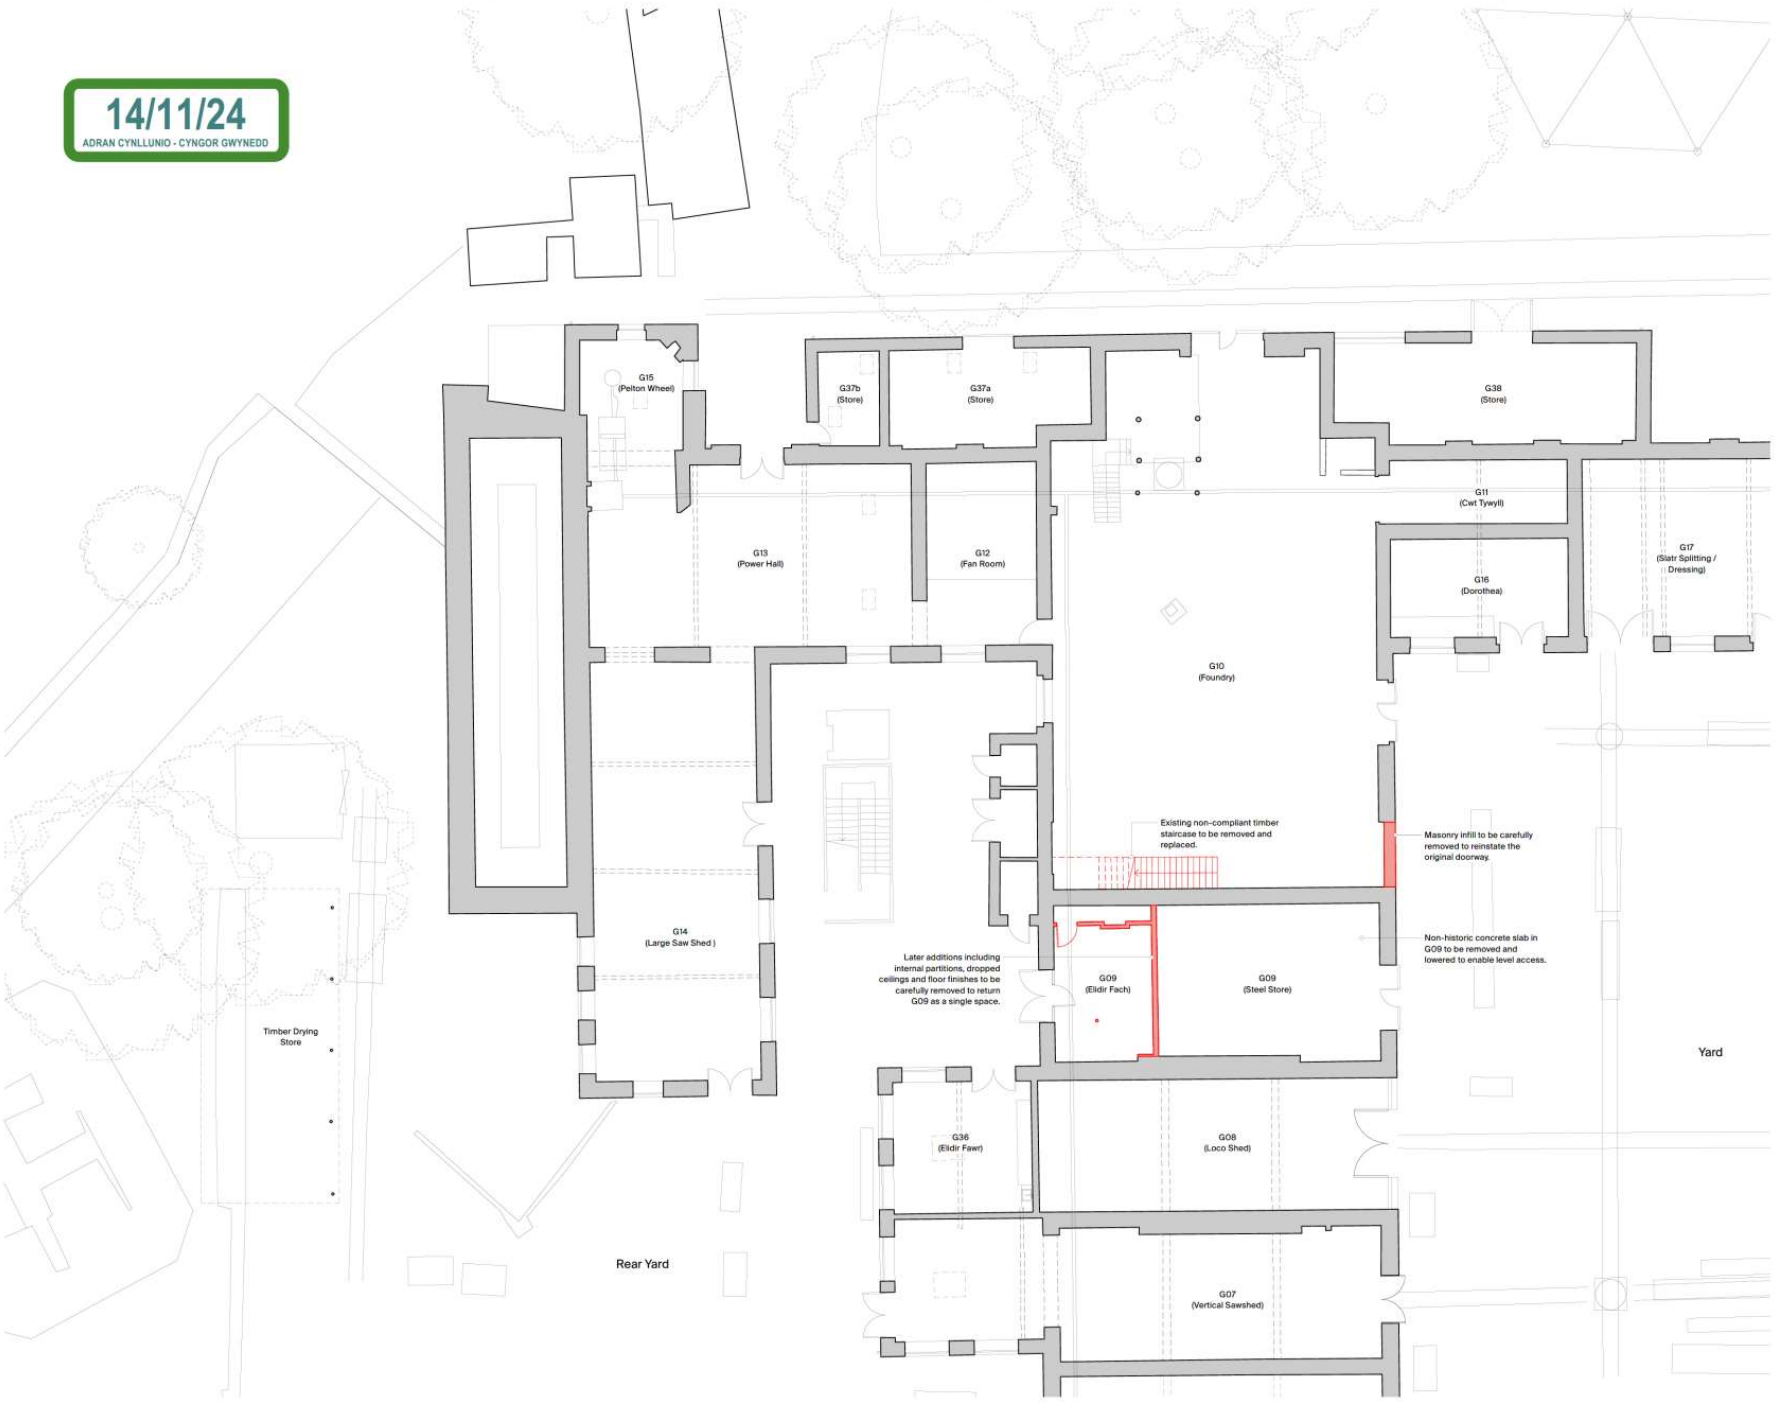 14/11/24
ADRAN CYNLLUNIO - CYNGOR GWYNEDD
G15
(Pelton Wheel)
G37b
(Store)
G37a
(Store)
G38
(Store)
G11
(Cwt Tywyll)
G13
(Power Hall)
G12
(Fan Room)
G17
(Slatr Splitting /
Dressing)
G16
(Dorothea)
G10
(Foundry)
Existing non-compliant timber
staircase to be removed and
replaced.
Masonry infill to be carefully
removed to reinstate the
original doorway.
G14
(Large Saw Shed )
Later additions including
internal partitions, dropped
ceilings and floor finishes to be
carefully removed to return
G09 as a single space.
G09
(Elidir Fach)
G09
(Steel Store)
Non-historic concrete slab in
G09 to be removed and
lowered to enable level access.
Timber Drying
Store
Yard
G36
(Elidir Fawr)
G08
(Loco Shed)
Rear Yard
G07
(Vertical Sawshed)